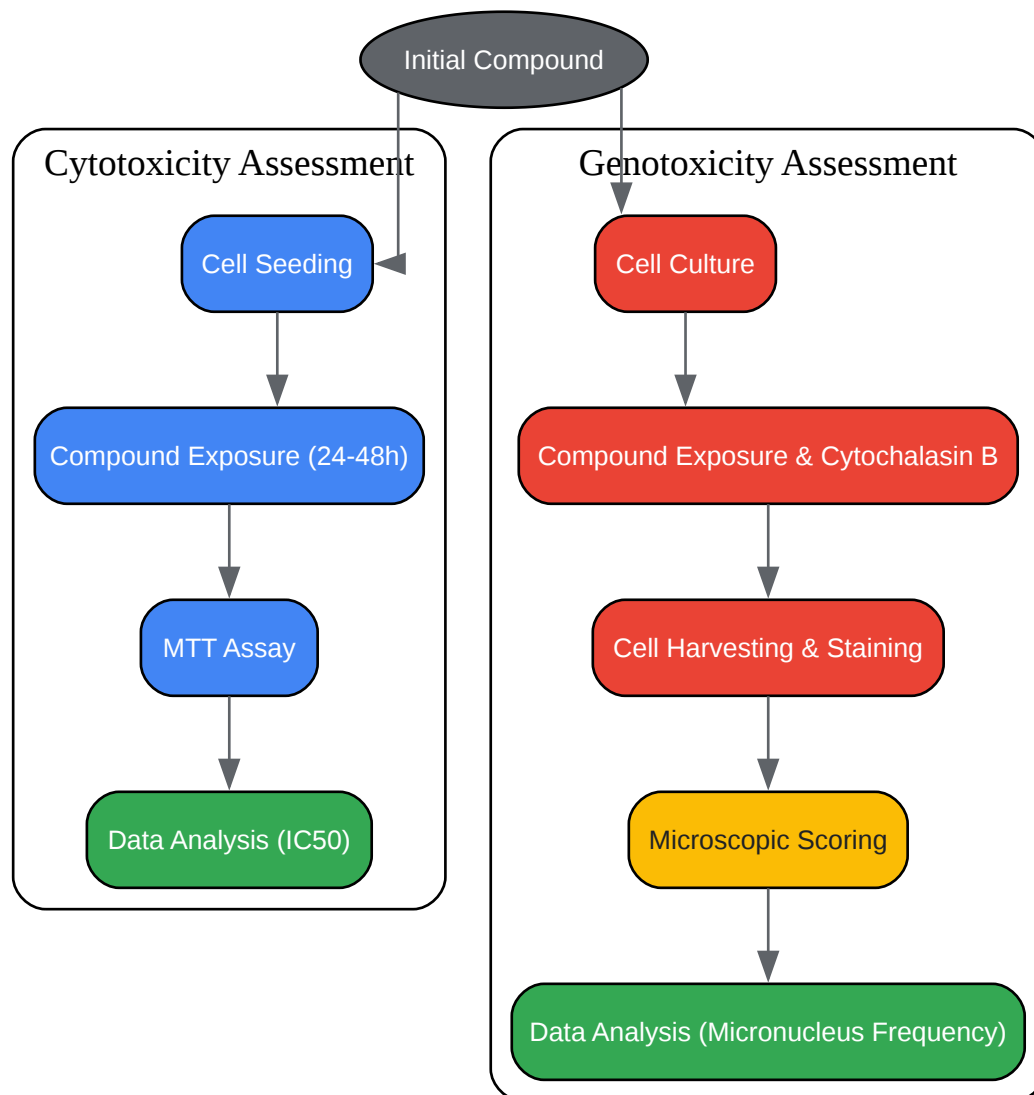 Initial Compound
Cytotoxicity Assessment
Cell Seeding
Compound Exposure (24-48h)
MTT Assay
Data Analysis (IC50)
Genotoxicity Assessment
Cell Culture
Compound Exposure & Cytochalasin B
Cell Harvesting & Staining
Microscopic Scoring
Data Analysis (Micronucleus Frequency)